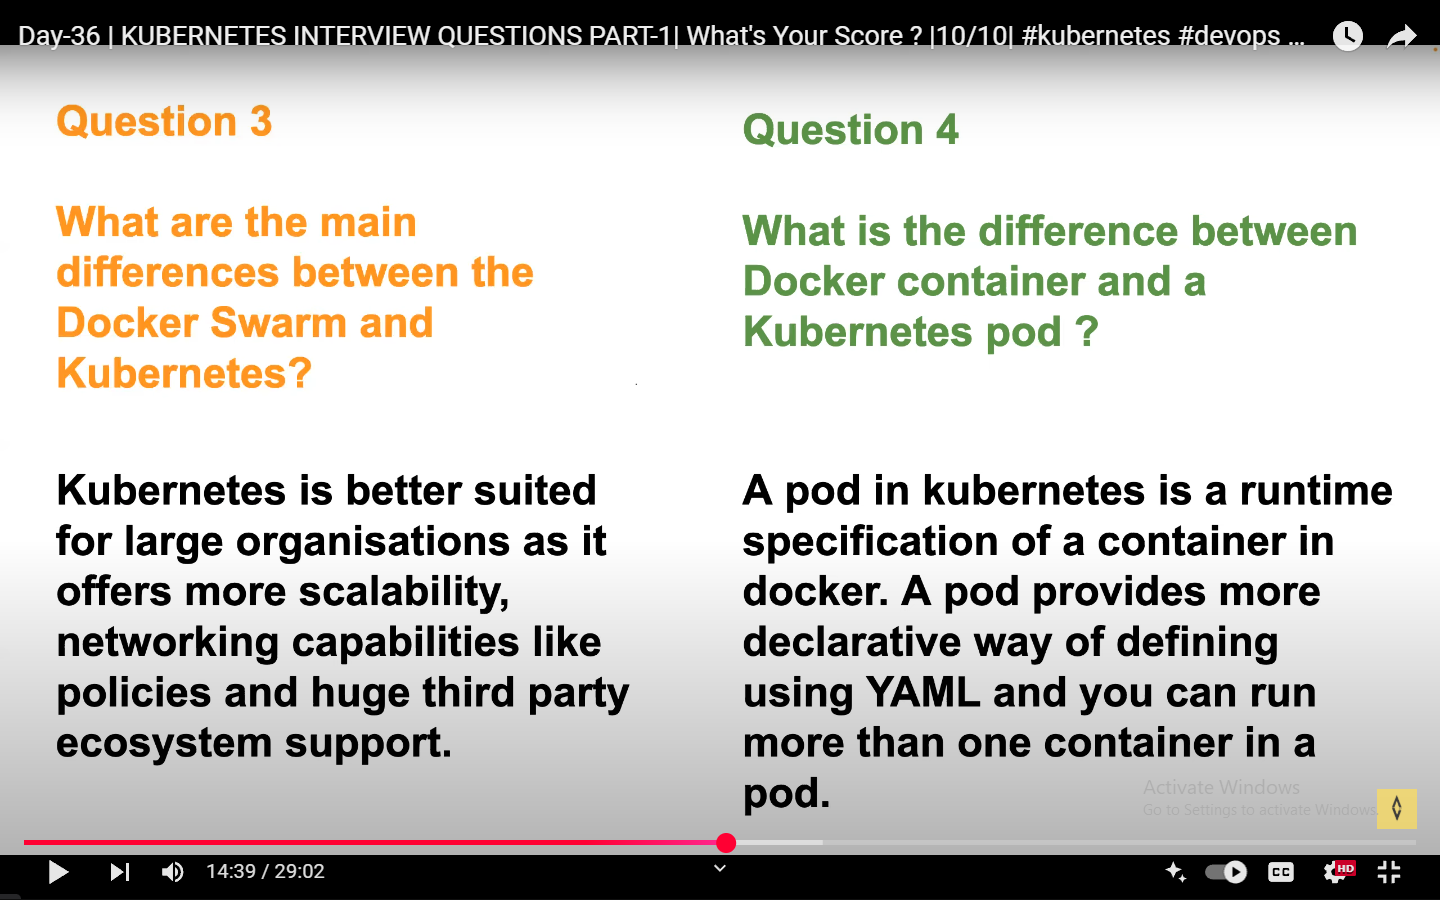 Day-36 | KUBERNETES INTERVIEW QUESTIONS PART-1| What's Your Score ? |10/10| #kubernetes #devops ...
Question 3
What are the main
differences between the
Docker Swarm and
Kubernetes?
Kubernetes is better suited
for large organisations as it
offers more scalability,
networking capabilities like
policies and huge third party
ecosystem support.
Question 4
What is the difference between
Docker container and a
Kubernetes pod ?
A pod in kubernetes is a runtime
specification of a container in
docker. A pod provides more
declarative way of defining
using YAML and you can run
more than one container in a
pod.
Activate Windows
Go to Settings to activate Windows.
14:39 / 29:02
CC
HD